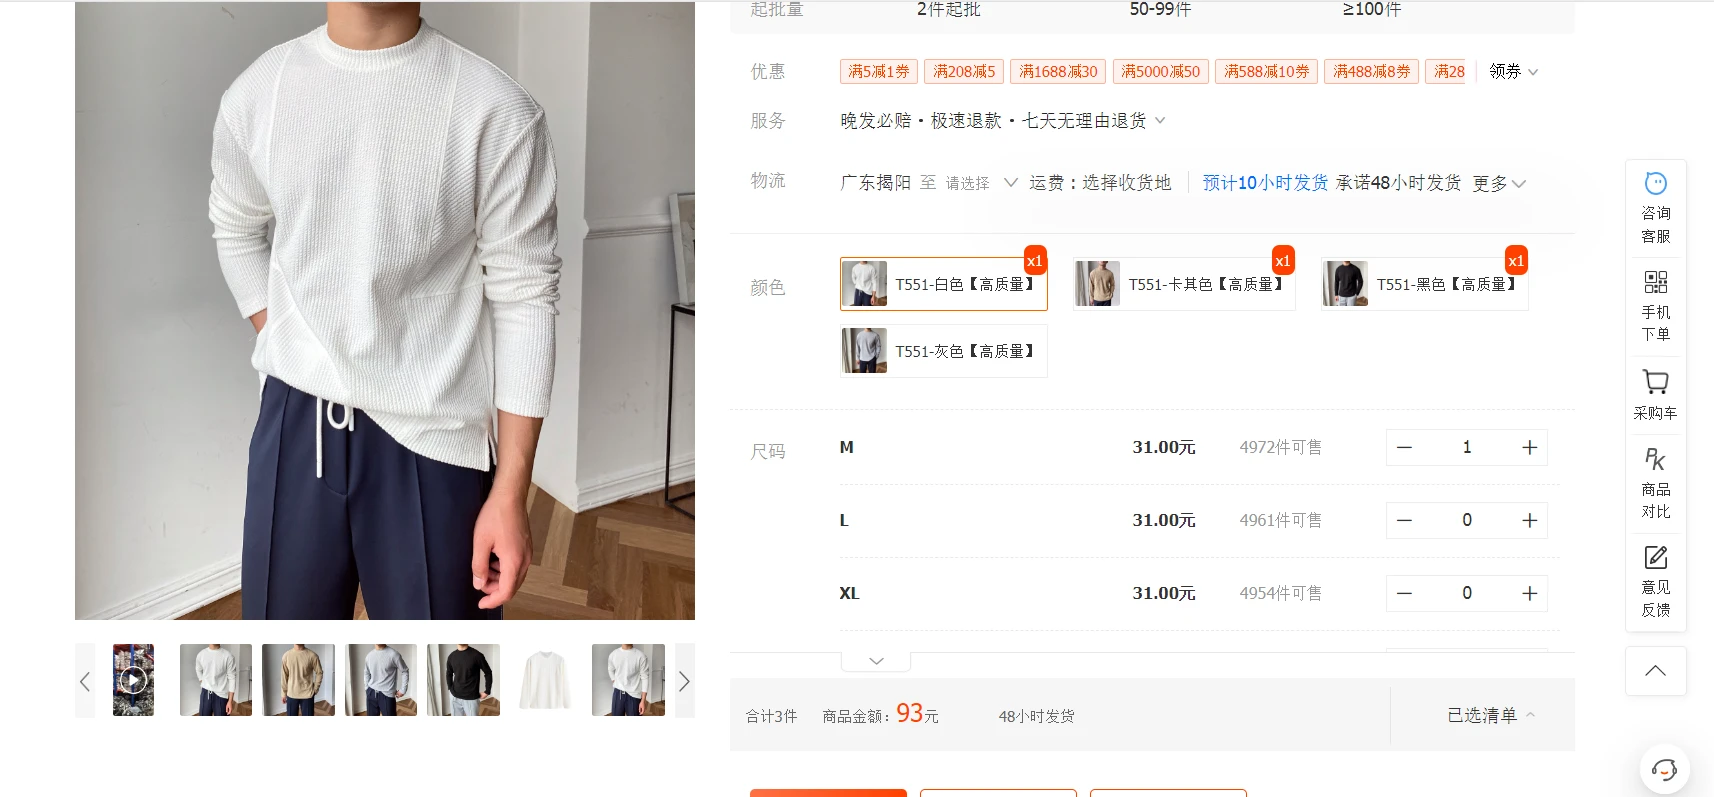 起批量 2件起批 50-99件 ≥100件
优惠 满5减1券 满208减5 满1688减30 满5000减50 满588减10券 满488减8券 满28 领券
服务 晚发必赔·极速退款·七天无理由退货
物流 广东揭阳 至 请选择 运费：选择收货地 预计10小时发货 承诺48小时发货 更多
颜色 T551-白色【高质量】 x1 T551-卡其色【高质量】 x1 T551-黑色【高质量】 x1
T551-灰色【高质量】
尺码 M 31.00元 4972件可售 1
L 31.00元 4961件可售 0
XL 31.00元 4954件可售 0
合计3件 商品金额：93元 48小时发货 已选清单
咨询
客服
手机
下单
采购车
PK
商品
对比
意见
反馈